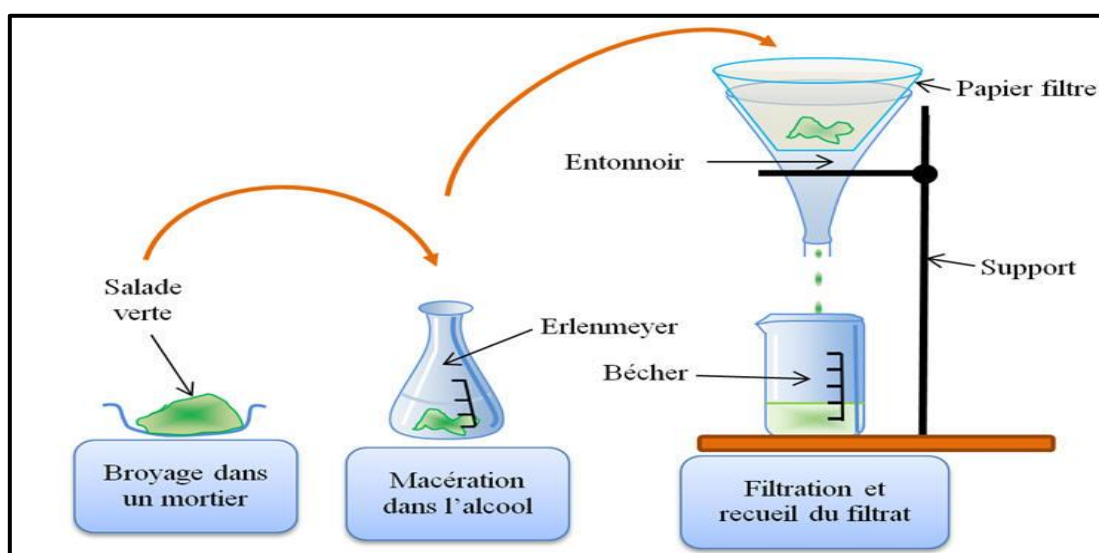 Papier filtre
Entonnoir
Salade
verte
Support
Erlenmeyer
Bécher
Broyage dans
un mortier
Macération
dans l'alcool
Filtration et
recueil du filtrat